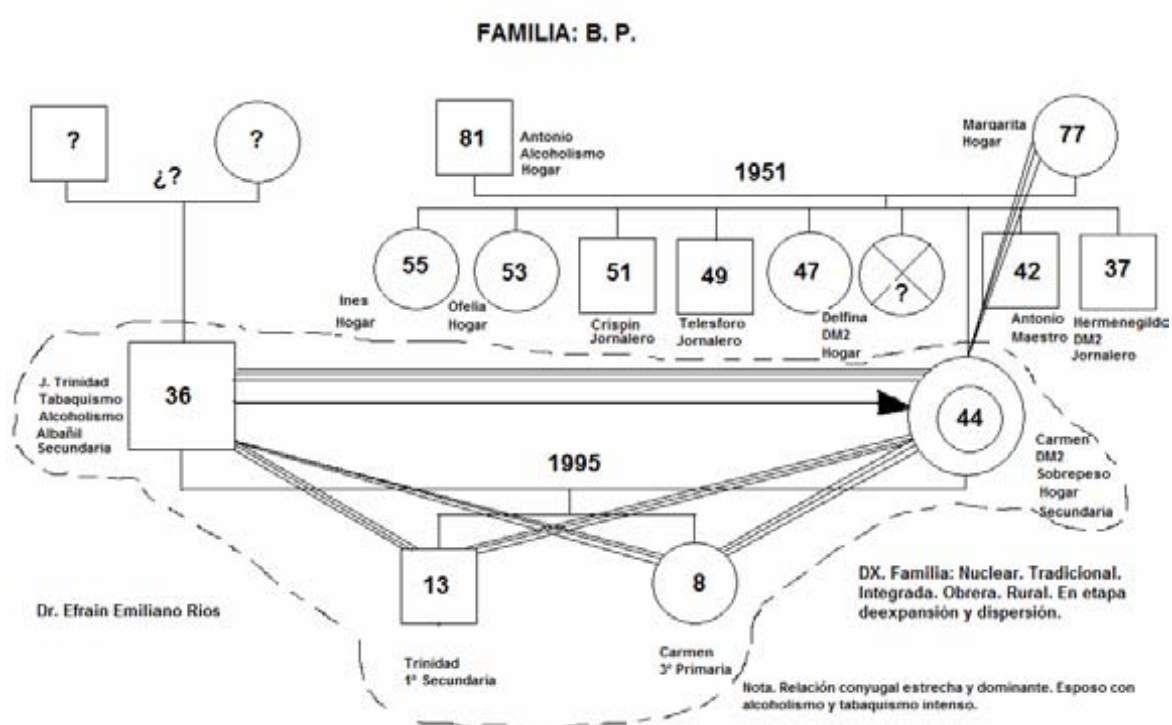 FAMILIA: B. P.
?
?
¿?
81
Antonio
Alcoholismo
Hogar
1951
Margarita
Hogar
77
55
Ines
Hogar
53
Ofelia
Hogar
51
Crispin
Jornalero
49
Telesforo
Jornalero
47
Delfina
DM2
Hogar
?
42
Antonio
Maestro
37
Hermenegildo
DM2
Jornalero
J. Trinidad
Tabaquismo
Alcoholismo
Albañil
Secundaria
36
44
Carmen
DM2
Sobrepeso
Hogar
Secundaria
1995
13
Trinidad
1ª Secundaria
8
Carmen
3ª Primaria
Dr. Efrain Emiliano Rios
DX. Familia: Nuclear. Tradicional.
Integrada. Obrera. Rural. En etapa
deexpansión y dispersión.
Nota. Relación conyugal estrecha y dominante. Esposo con
alcoholismo y tabaquismo intenso.